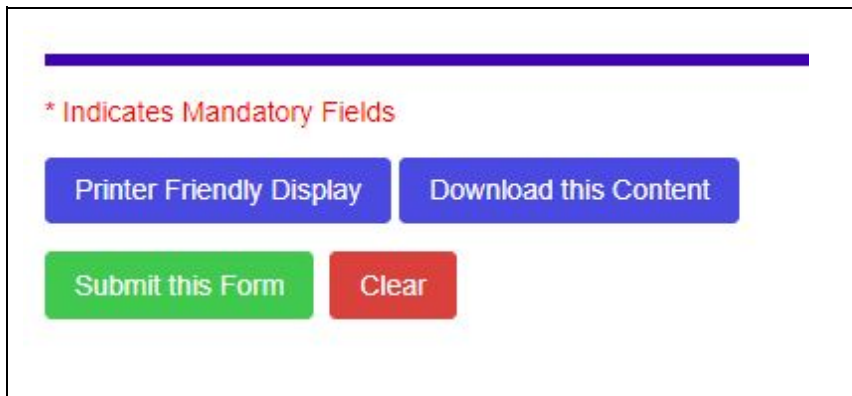 * Indicates Mandatory Fields
Printer Friendly Display Download this Content
Submit this Form Clear